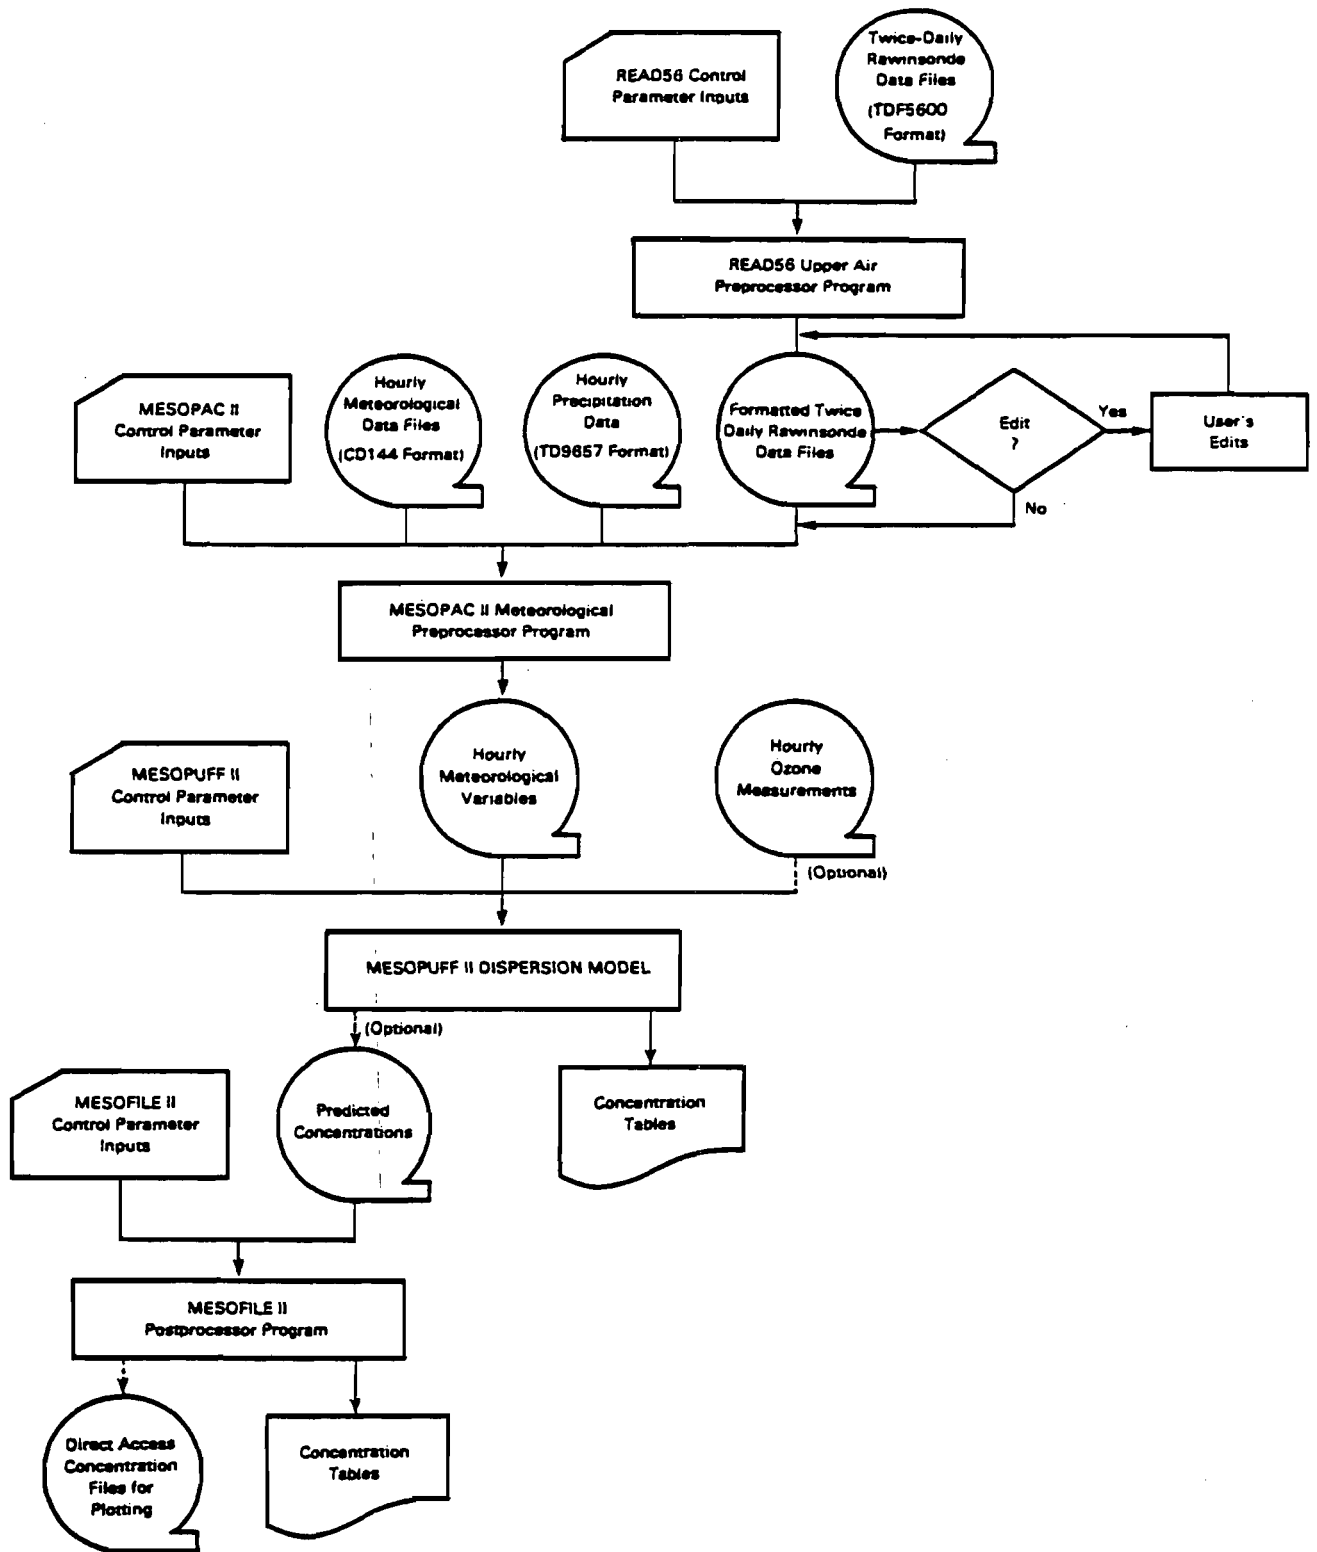 READ56 Control
Parameter Inputs
Twice-Daily
Rawinsonde
Data Files
(TDF5600
Format)
READ56 Upper Air
Preprocessor Program
MESOPAC II
Control Parameter
Inputs
Hourly
Meteorological
Data Files
(CD144 Format)
Hourly
Precipitation
Data
(TD9657 Format)
Formatted Twice
Daily Rawinsonde
Data Files
Edit
?
Yes
No
User's
Edits
MESOPAC II Meteorological
Preprocessor Program
MESOPUFF II
Control Parameter
Inputs
Hourly
Meteorological
Variables
Hourly
Ozone
Measurements
(Optional)
MESOPUFF II DISPERSION MODEL
(Optional)
MESOFILE II
Control Parameter
Inputs
Predicted
Concentrations
Concentration
Tables
MESOFILE II
Postprocessor Program
Direct Access
Concentration
Files for
Plotting
Concentration
Tables